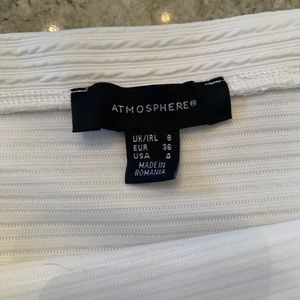 ATMOSPHERE®
UK/IRL 8
EUR 36
USA 4
MADE IN
ROMANIA